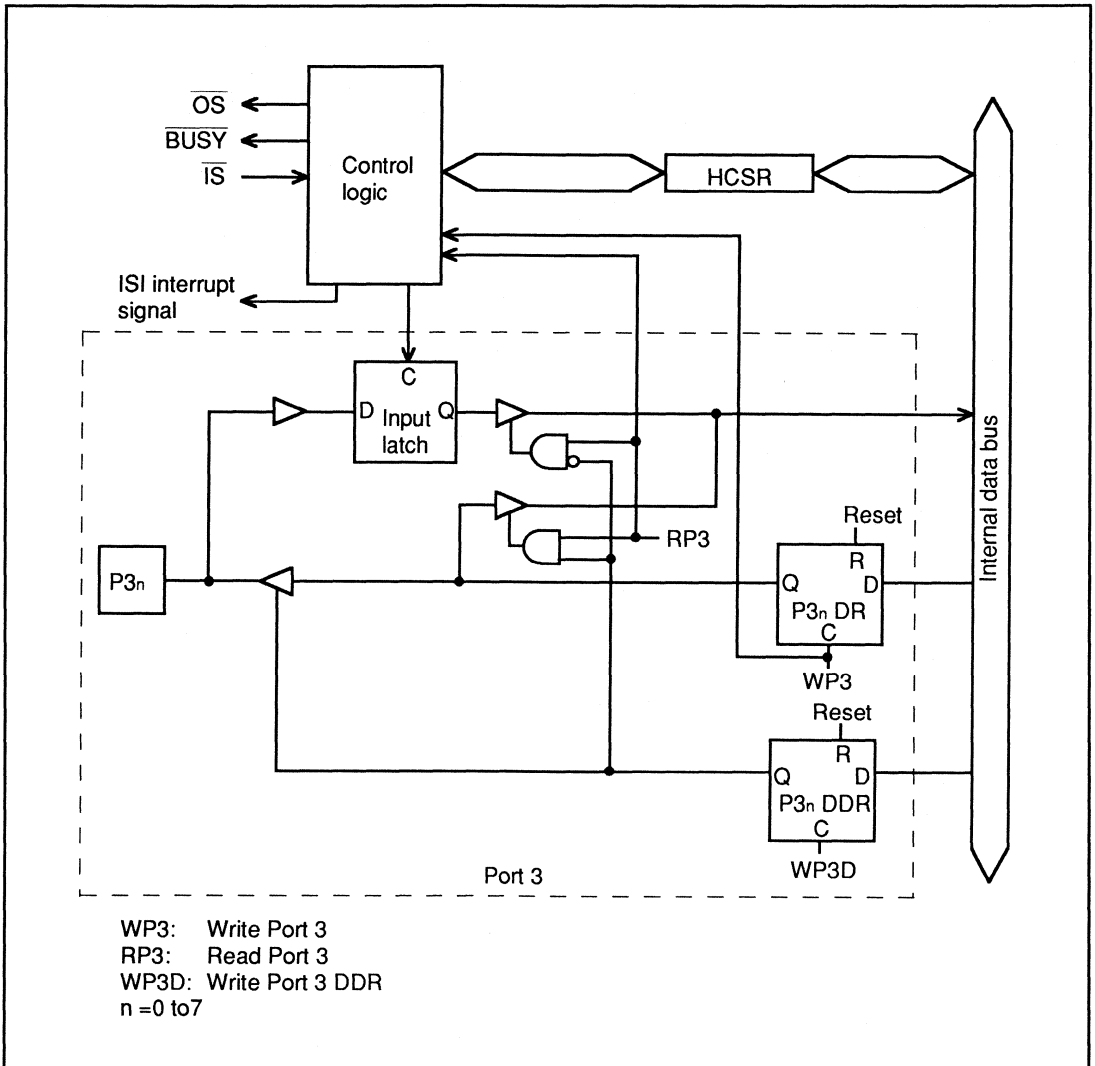 OS
BUSY
IS
Control
logic
HCSR
ISI interrupt
signal
C
D
Q
Input
latch
RP3
Reset
P3n
Q
R
D
P3n DR
C
WP3
Reset
R
Q
D
P3n DDR
C
WP3D
Port 3
Internal data bus
WP3: Write Port 3
RP3: Read Port 3
WP3D: Write Port 3 DDR
n =0 to7